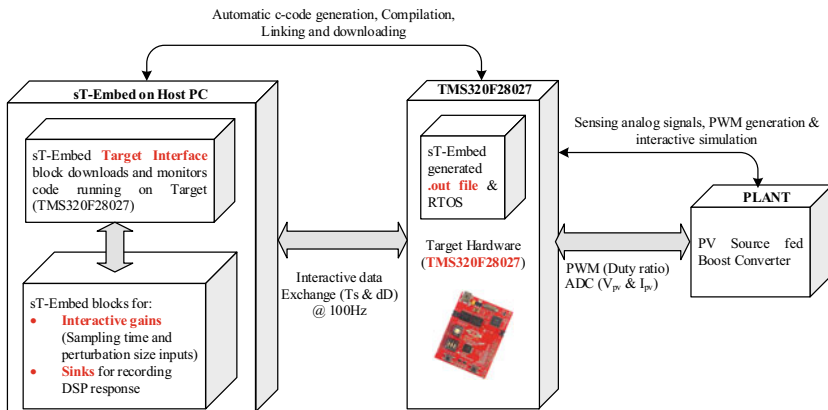 Automatic c-code generation, Compilation,
Linking and downloading
sT-Embed on Host PC
sT-Embed Target Interface
block downloads and monitors
code running on Target
(TMS320F28027)
sT-Embed blocks for:
• Interactive gains
(Sampling time and
perturbation size inputs)
• Sinks for recording
DSP response
Interactive data
Exchange (Ts & dD)
@ 100Hz
TMS320F28027
sT-Embed
generated
.out file &
RTOS
Target Hardware
(TMS320F28027)
Sensing analog signals, PWM generation &
interactive simulation
PWM (Duty ratio)
ADC (Vpv & Ipv)
PLANT
PV Source fed
Boost Converter